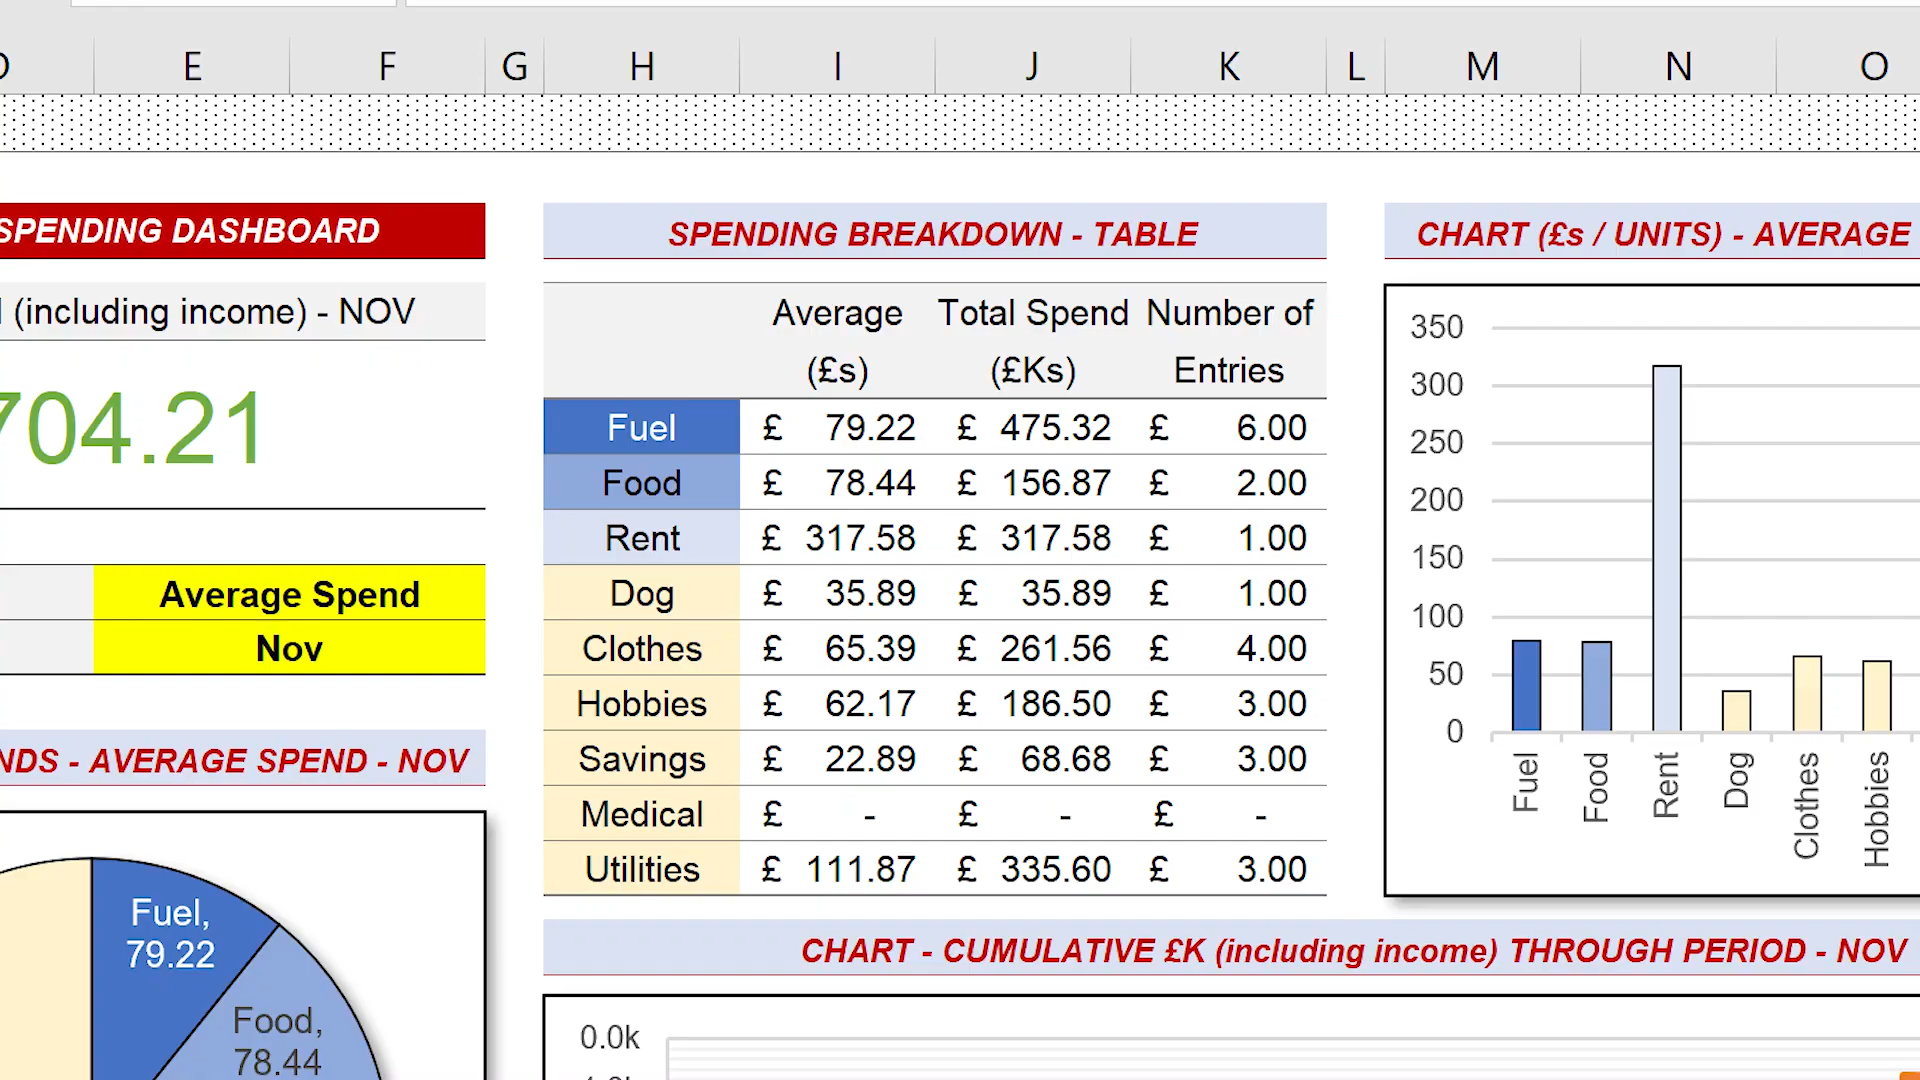 E F G H I J K L M N O
SPENDING DASHBOARD
(including income) - NOV
704.21
Average Spend
Nov
NDS - AVERAGE SPEND - NOV
Fuel,
79.22
Food,
78.44
SPENDING BREAKDOWN - TABLE
Average Total Spend Number of
(£s) (£Ks) Entries
Fuel £ 79.22 £ 475.32 £ 6.00
Food £ 78.44 £ 156.87 £ 2.00
Rent £ 317.58 £ 317.58 £ 1.00
Dog £ 35.89 £ 35.89 £ 1.00
Clothes £ 65.39 £ 261.56 £ 4.00
Hobbies £ 62.17 £ 186.50 £ 3.00
Savings £ 22.89 £ 68.68 £ 3.00
Medical £ - £ - £ -
Utilities £ 111.87 £ 335.60 £ 3.00
CHART (£s / UNITS) - AVERAGE
350
300
250
200
150
100
50
0
Fuel
Food
Rent
Dog
Clothes
Hobbies
CHART - CUMULATIVE £K (including income) THROUGH PERIOD - NOV
0.0k